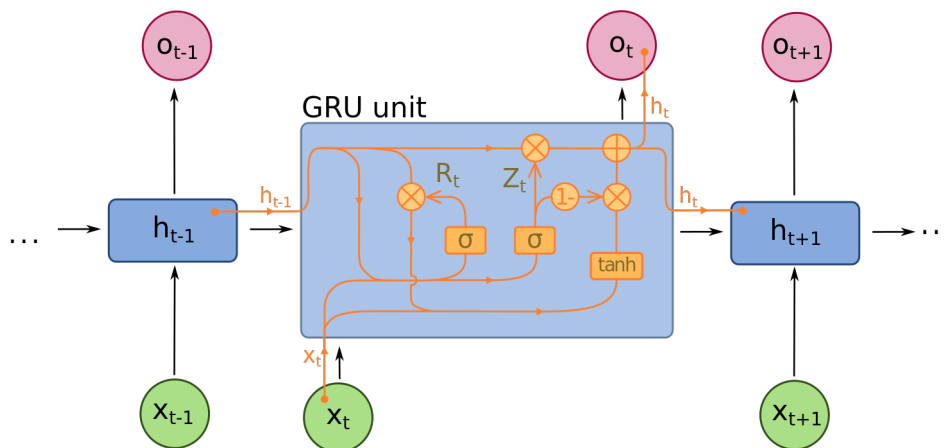 o_{t-1}
o_t
o_{t+1}
GRU unit
h_t
R_t
Z_t
h_{t-1}
1-
h_t
...
h_{t-1}
h_{t+1}
..
σ
σ
tanh
x_t
x_{t-1}
x_t
x_{t+1}